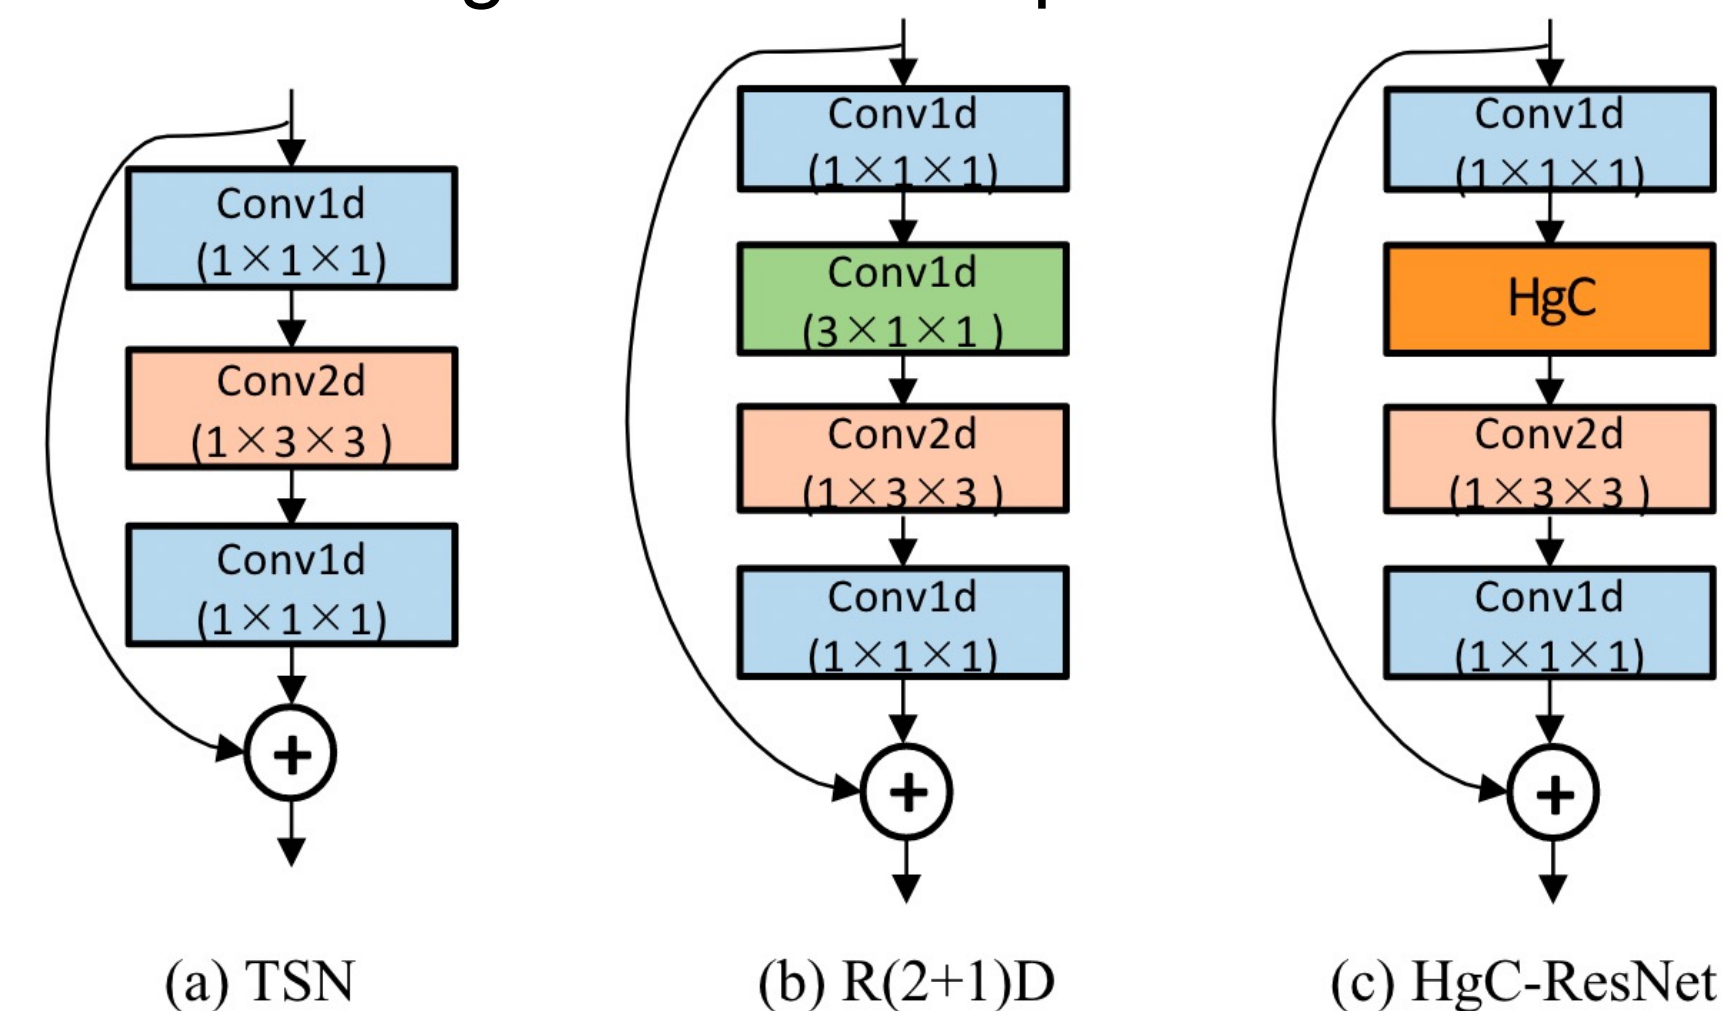 Conv1d
(1×1×1)
Conv2d
(1×3×3 )
Conv1d
(1×1×1)
+
(a) TSN
Conv1d
(1×1×1)
Conv1d
(3×1×1 )
Conv2d
(1×3×3 )
Conv1d
(1×1×1)
+
(b) R(2+1)D
Conv1d
(1×1×1)
HgC
Conv2d
(1×3×3 )
Conv1d
(1×1×1)
+
(c) HgC-ResNet